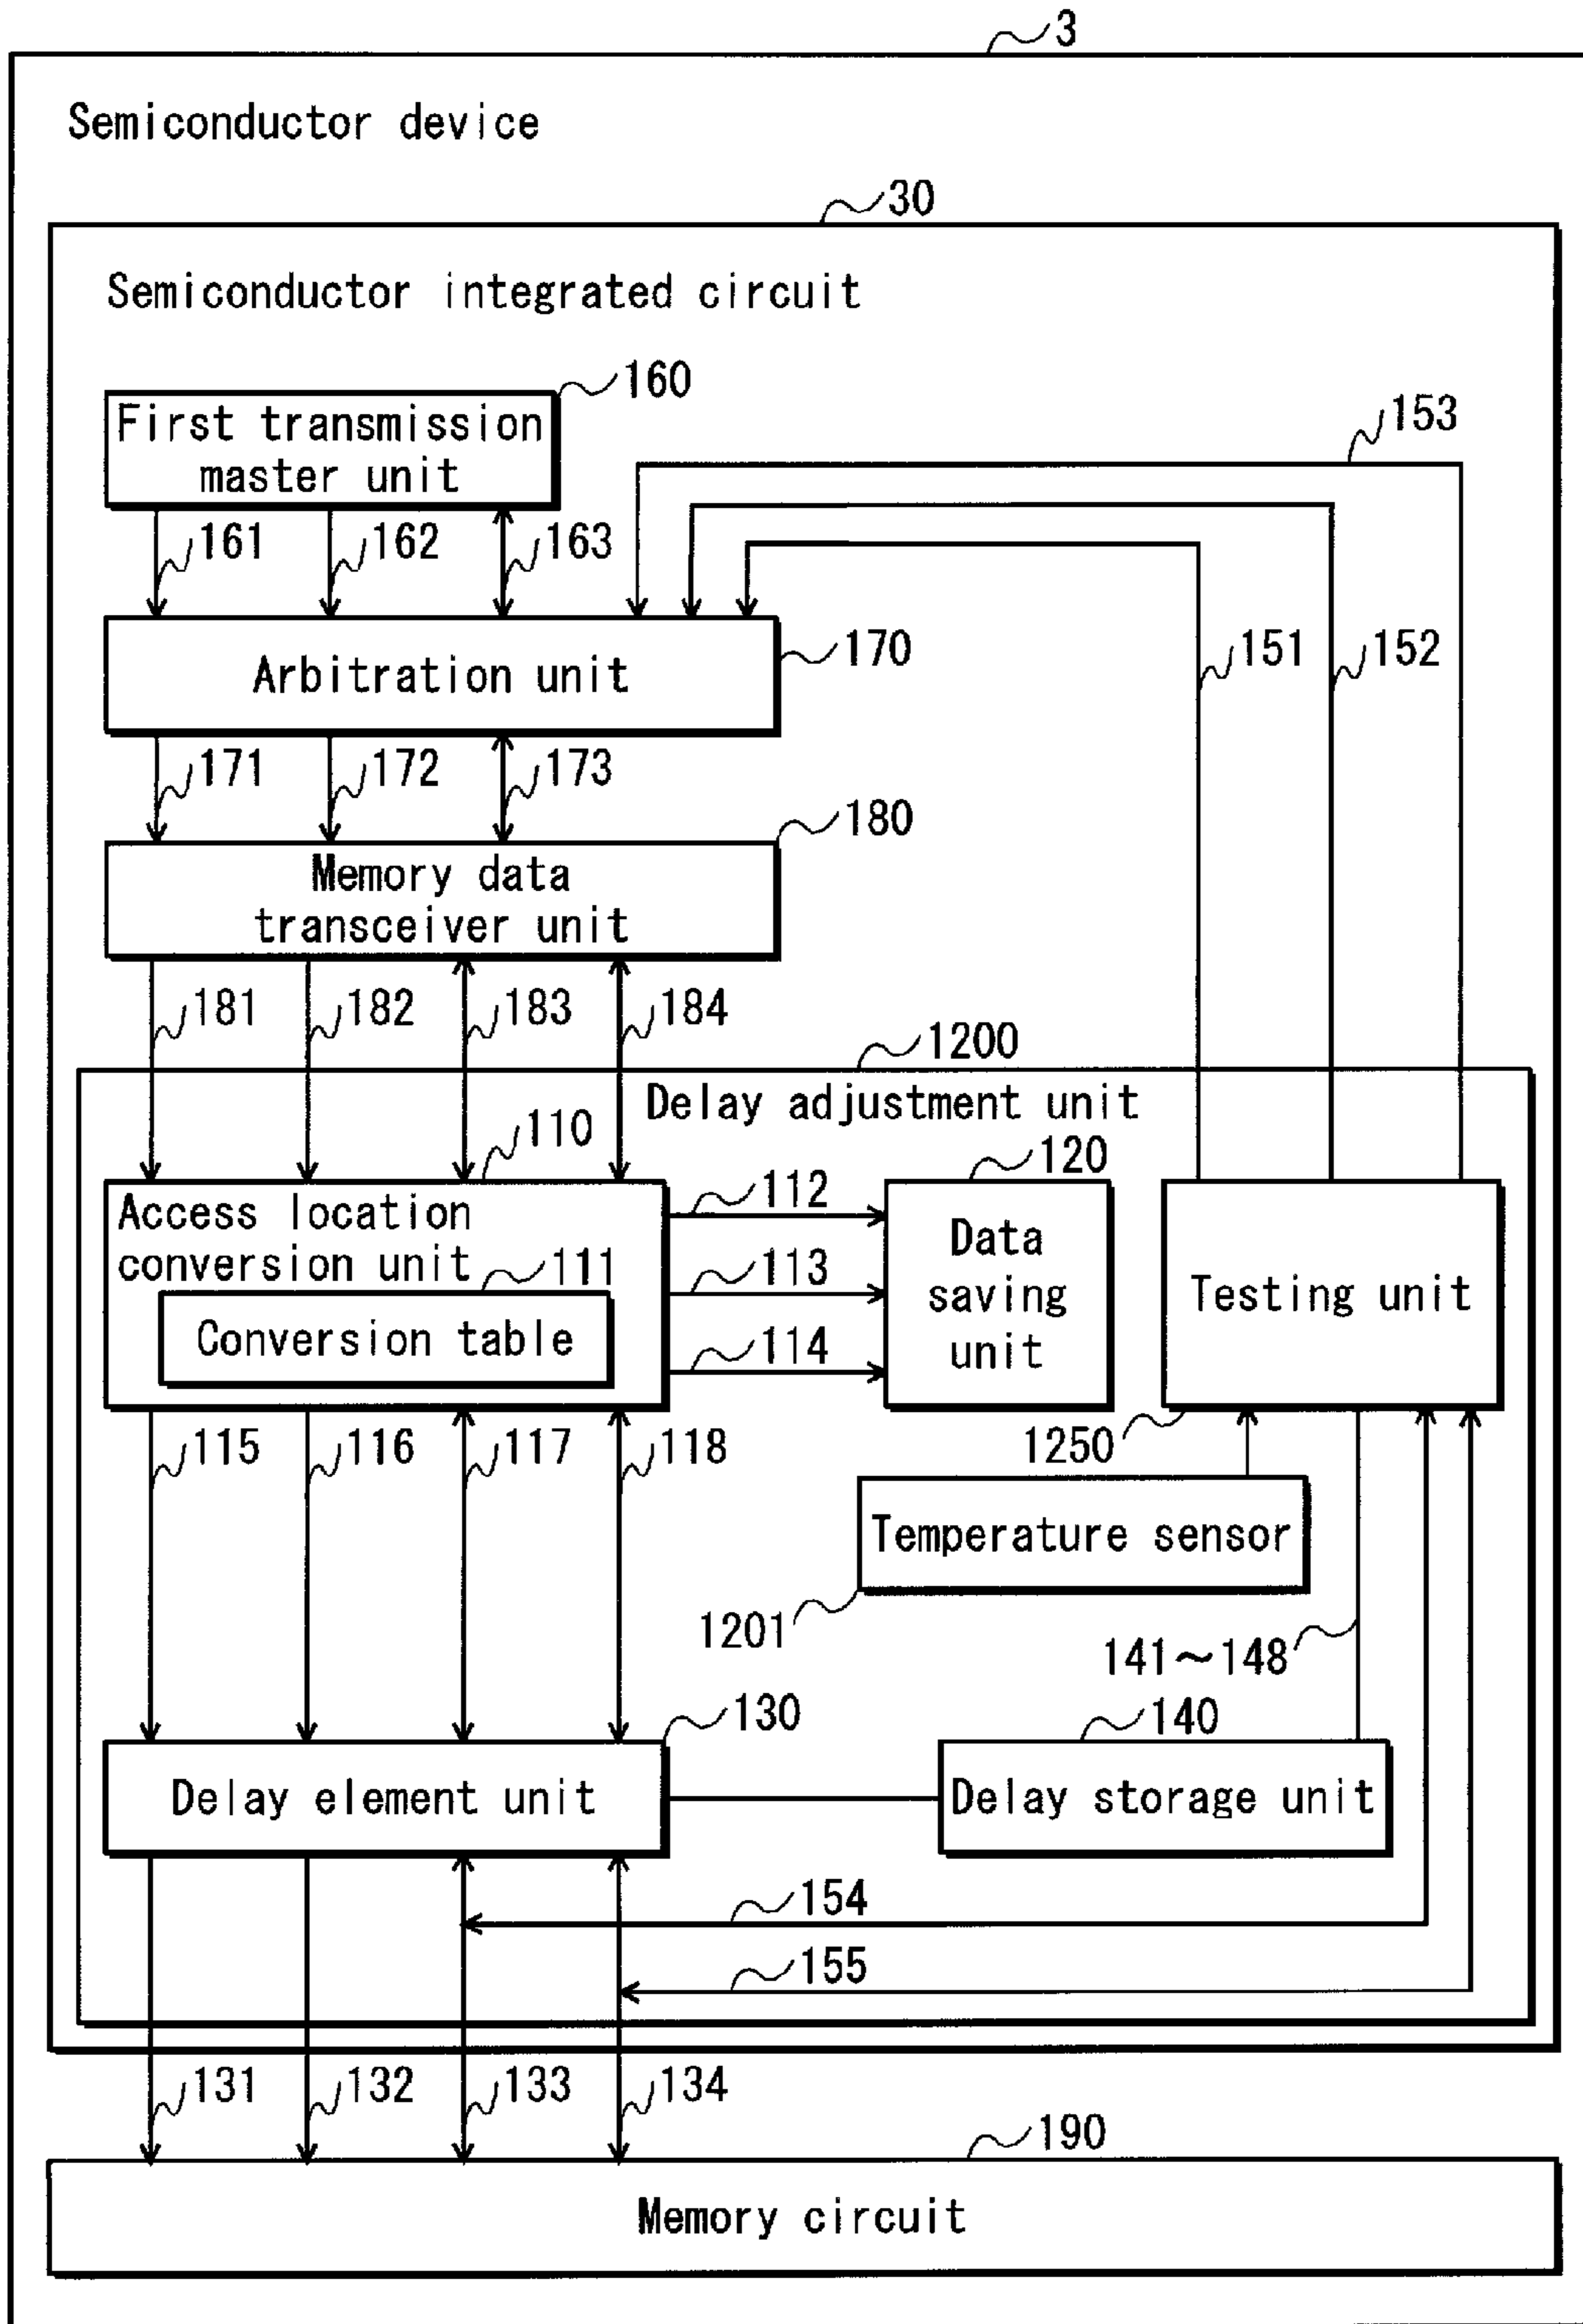 3
Semiconductor device
30
Semiconductor integrated circuit
160
First transmission
master unit
153
161
162
163
Arbitration unit
170
151
152
171
172
173
180
Memory data
transceiver unit
181
182
183
184
1200
Delay adjustment unit
110
120
Access location
conversion unit
111
Conversion table
112
113
114
Data
saving
unit
Testing unit
115
116
117
118
1250
Temperature sensor
1201
141～148
130
140
Delay element unit
Delay storage unit
154
155
131
132
133
134
190
Memory circuit